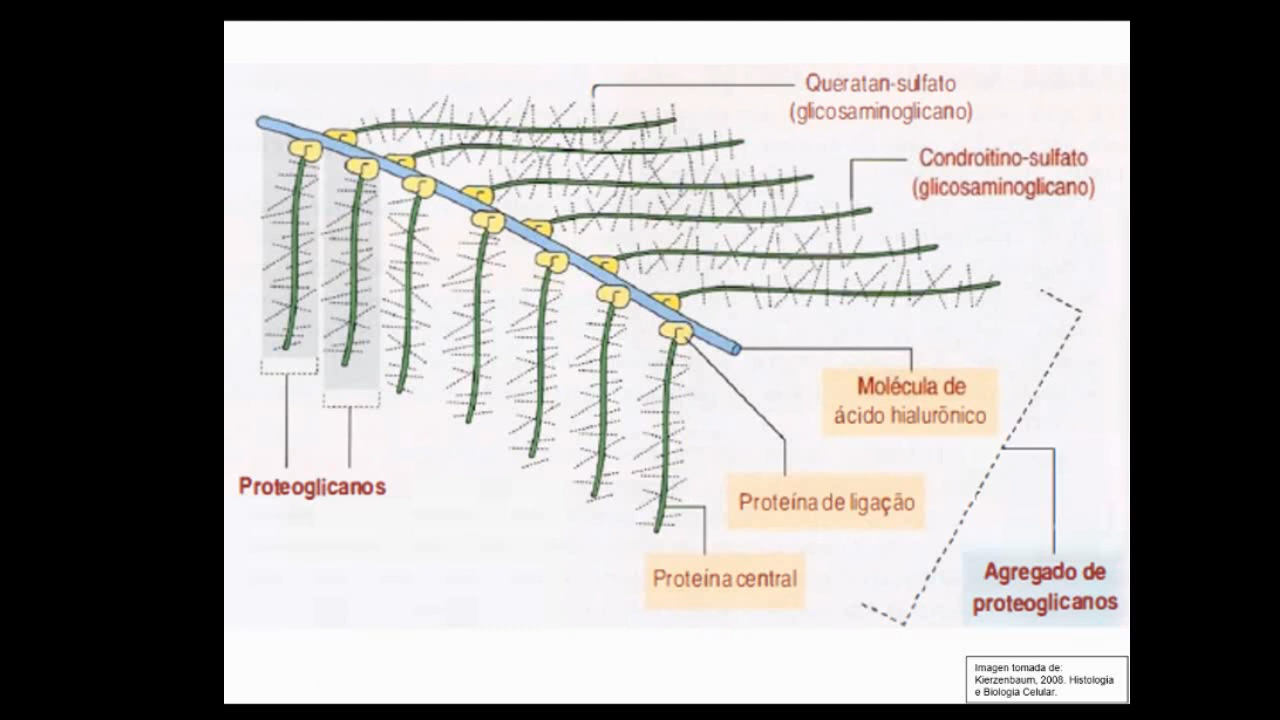 Queratan-sulfato
(glicosaminoglicano)
Condroitino-sulfato
(glicosaminoglicano)
Molécula de
ácido hialurônico
Proteoglicanos
Proteína de ligação
Proteína central
Agregado de
proteoglicanos
Imagen tomada de:
Kierzenbaum, 2008. Histologia
e Biologia Celular.